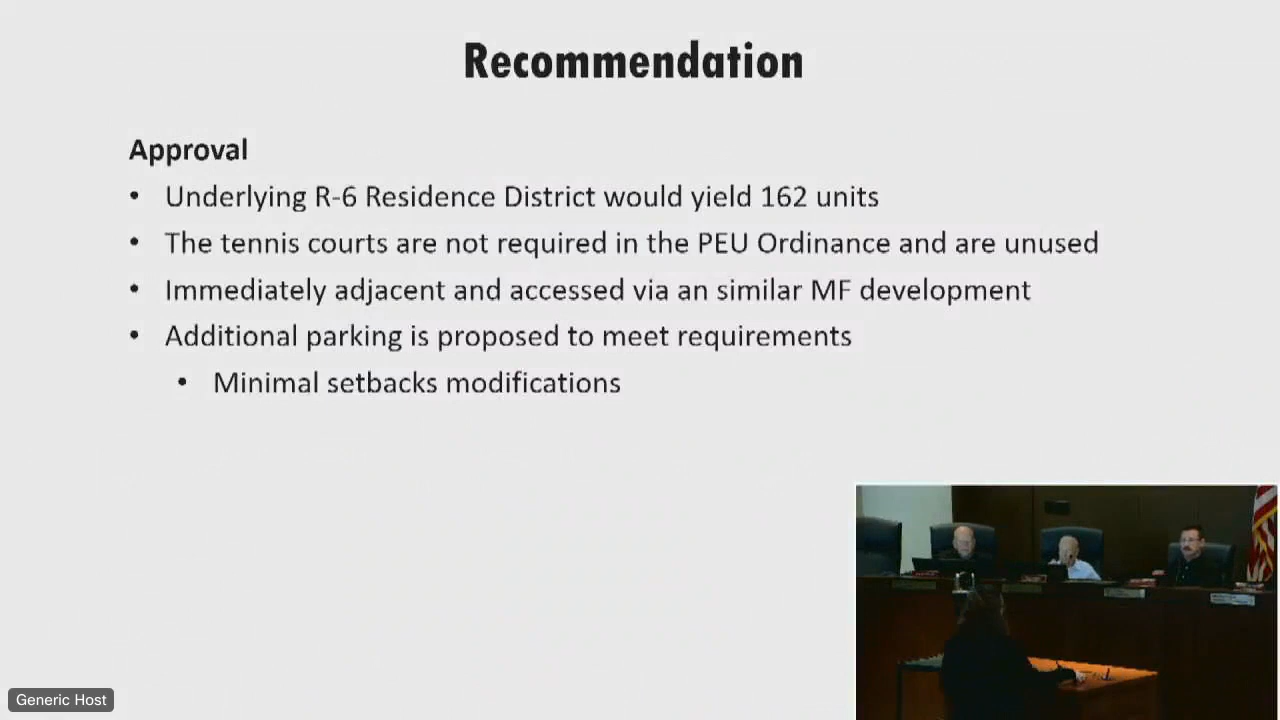 Recommendation
Approval
• Underlying R-6 Residence District would yield 162 units
• The tennis courts are not required in the PEU Ordinance and are unused
• Immediately adjacent and accessed via an similar MF development
• Additional parking is proposed to meet requirements
• Minimal setbacks modifications
Generic Host